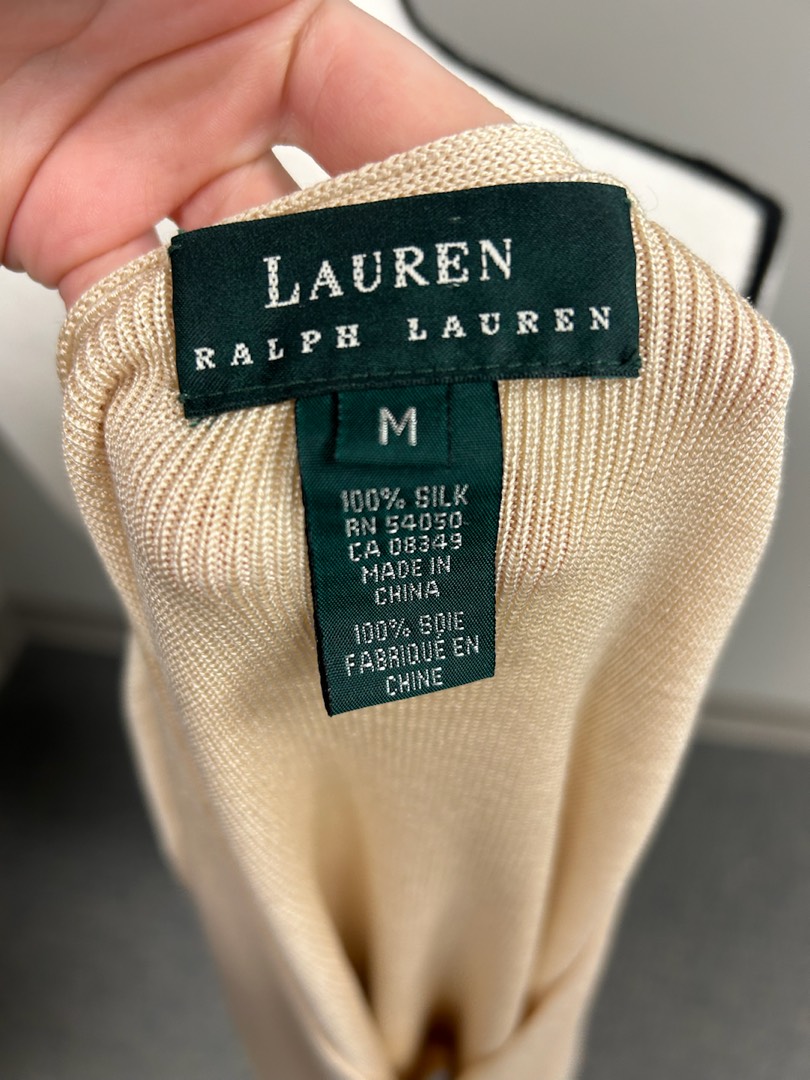 LAUREN
RALPH LAUREN
M
100% SILK
RN 54050
CA 08349
MADE IN
CHINA
100% SOIE
FABRIQUÉ EN
CHINE